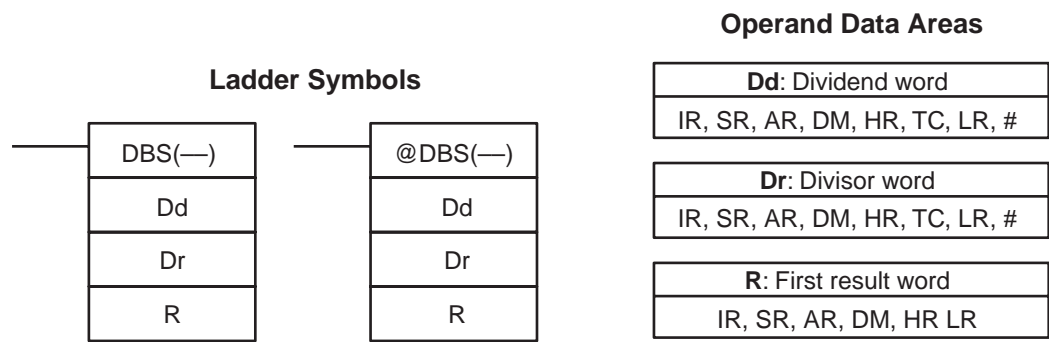 Ladder Symbols
DBS(––)
Dd
Dr
R
@DBS(––)
Dd
Dr
R
Operand Data Areas
Dd: Dividend word
IR, SR, AR, DM, HR, TC, LR, #
Dr: Divisor word
IR, SR, AR, DM, HR, TC, LR, #
R: First result word
IR, SR, AR, DM, HR LR